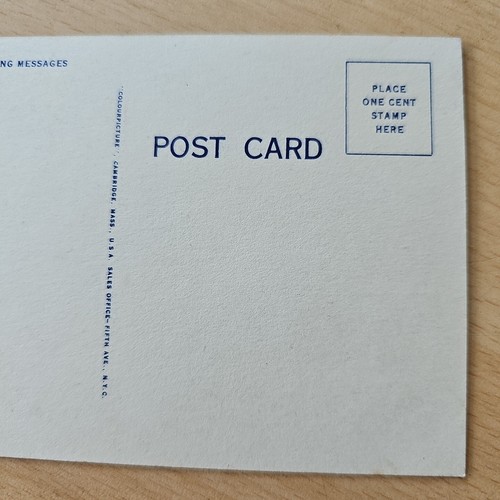 NG MESSAGES
"COLOURPICTURE", CAMBRIDGE, MASS., U.S.A. SALES OFFICE-FIFTH AVE., N.Y.C.
POST CARD
PLACE
ONE CENT
STAMP
HERE